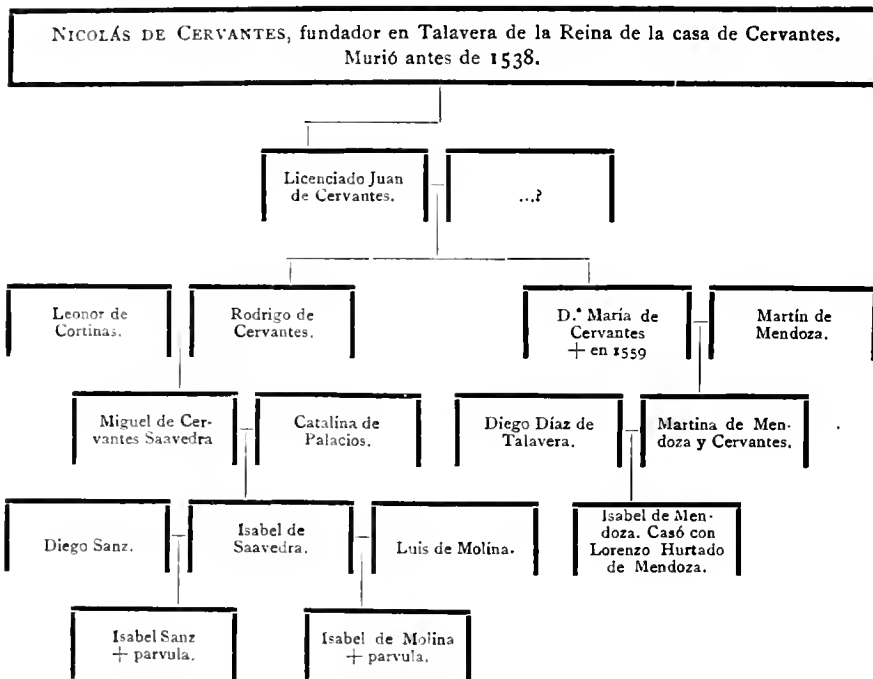 NICOLÁS DE CERVANTES, fundador en Talavera de la Reina de la casa de Cervantes.
Murió antes de 1538.
Licenciado Juan
de Cervantes.
...?
Leonor de
Cortinas.
Rodrigo de
Cervantes.
D.ª María de
Cervantes
+ en 1559
Martín de
Mendoza.
Miguel de Cer-
vantes Saavedra
Catalina de
Palacios.
Diego Díaz de
Talavera.
Martina de Men-
doza y Cervantes.
Diego Sanz.
Isabel de
Saavedra.
Luis de Molina.
Isabel de Men-
doza. Casó con
Lorenzo Hurtado
de Mendoza.
Isabel Sanz
+ parvula.
Isabel de Molina
+ parvula.